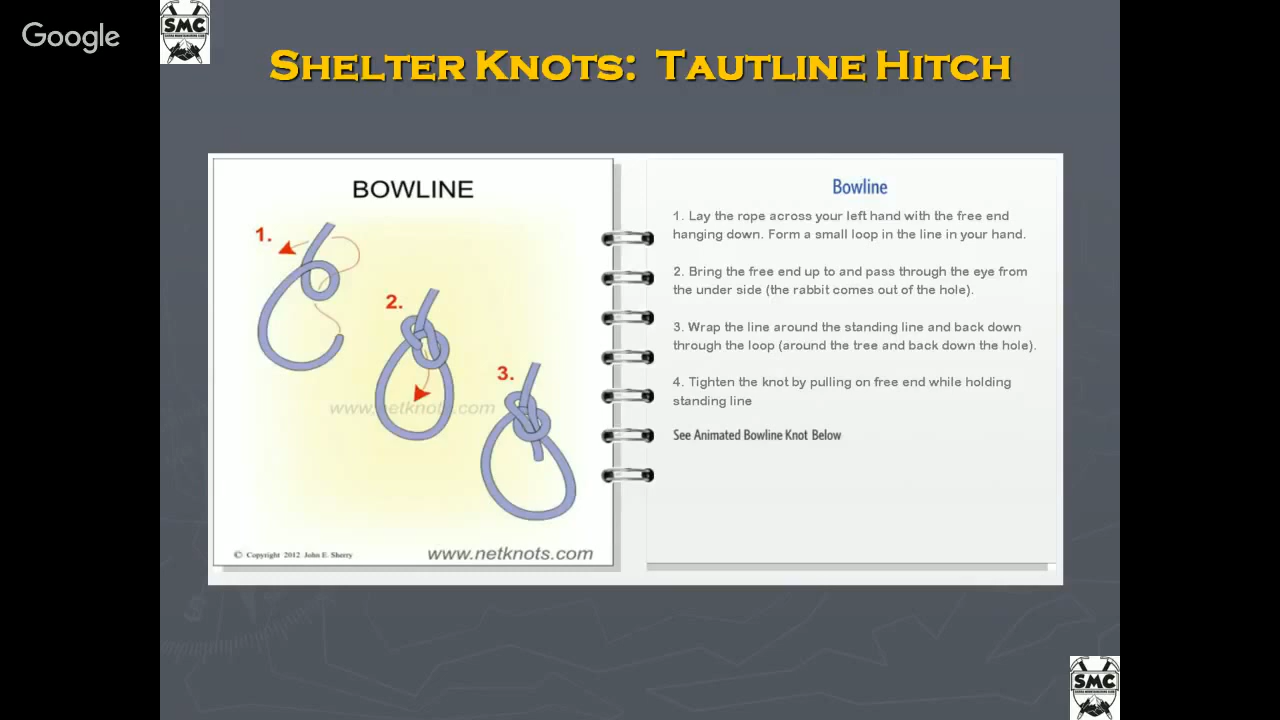 Google
SMC
SHELTER KNOTS: TAUTLINE HITCH
BOWLINE
1.
2.
3.
www.netknots.com
© Copyright 2012 John E. Sherry
www.netknots.com
Bowline
1. Lay the rope across your left hand with the free end
hanging down. Form a small loop in the line in your hand.
2. Bring the free end up to and pass through the eye from
the under side (the rabbit comes out of the hole).
3. Wrap the line around the standing line and back down
through the loop (around the tree and back down the hole).
4. Tighten the knot by pulling on free end while holding
standing line
See Animated Bowline Knot Below
SMC